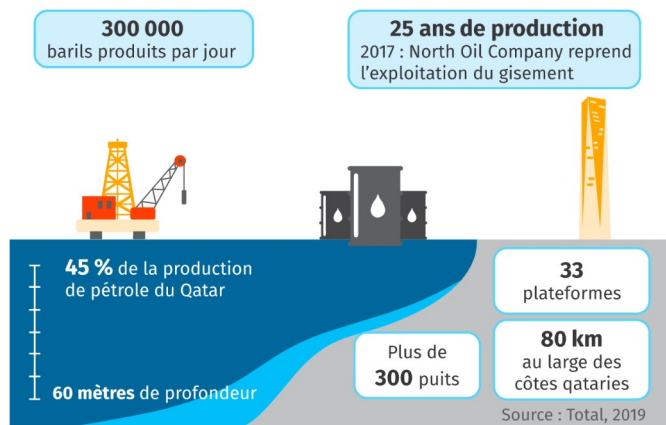 300 000
barils produits par jour
25 ans de production
2017 : North Oil Company reprend
l’exploitation du gisement
45 % de la production
de pétrole du Qatar
60 mètres de profondeur
Plus de
300 puits
33
plateformes
80 km
au large des
côtes qataries
Source : Total, 2019